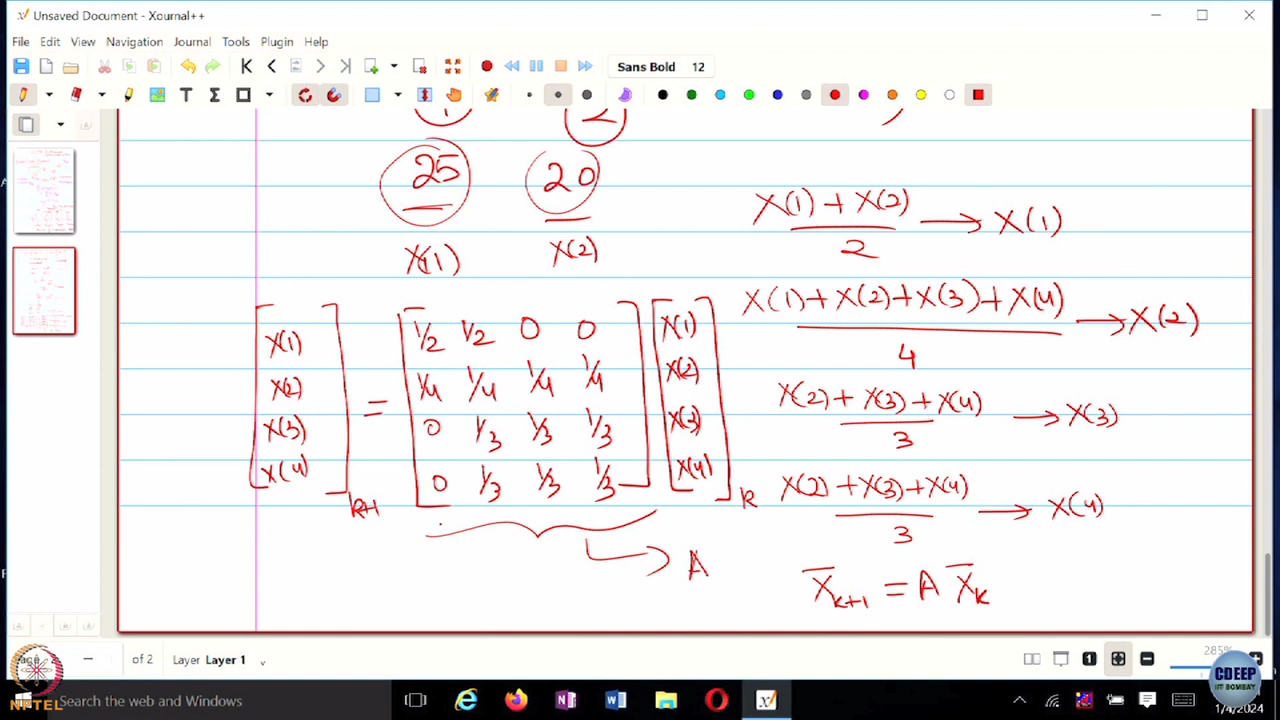 Unsaved Document - Xournal++
File Edit View Navigation Journal Tools Plugin Help
Sans Bold 12
25 20
X(1) X(2)
X(1) + X(2) / 2 → X(1)
X(1) + X(2) + X(3) + X(4) / 4 → X(2)
X(2) + X(3) + X(4) / 3 → X(3)
X(2) + X(3) + X(4) / 3 → X(4)
[X(1) X(2) X(3) X(4)] k+1 =
1/2 1/2 0 0
1/4 1/4 1/4 1/4
0 1/3 1/3 1/3
0 1/3 1/3 1/3
[X(1) X(2) X(3) X(4)] k
→ A
X̅k+1 = A X̅k
of 2 Layer Layer 1
285%
NPTEL
Search the web and Windows
CDEEP
IIT BOMBAY
1/4/2024